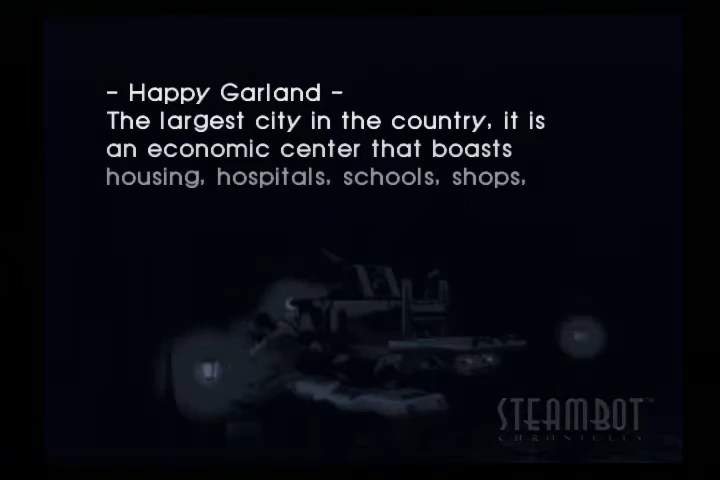 - Happy Garland -
The largest city in the country, it is
an economic center that boasts
housing, hospitals, schools, shops,
STEAMBOT™
CHRONICLES